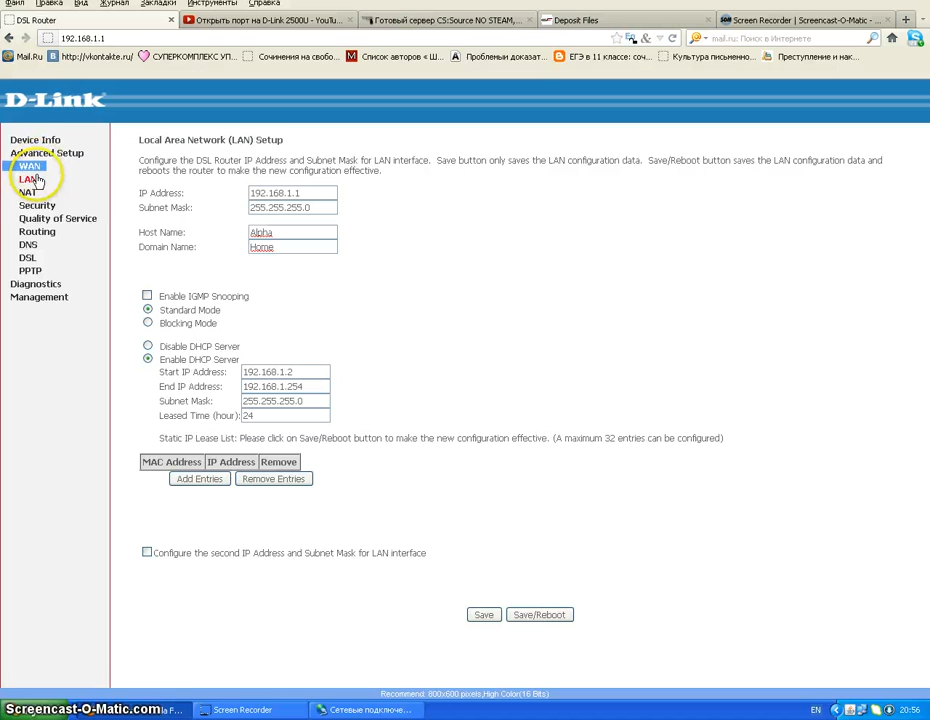 Файл Правка Вид Журнал Закладки Инструменты Справка
DSL Router × Открыть порт на D-Link 2500U - YouTu... × Готовый сервер CS:Source NO STEAM,... × Deposit Files × Screen Recorder | Screencast-O-Matic - ... × +
192.168.1.1 mail.ru: Поиск в Интернете
Mail.Ru http://vkontakte.ru/ СУПЕРКОМПЛЕКС УП... Сочинения на свобо... Список авторов « Ш... Проблемы доказат... ЕГЭ в 11 классе: соч... Культура письменно... Преступление и нак...
D-Link
Device Info
Advanced Setup
WAN
LAN
NAT
Security
Quality of Service
Routing
DNS
DSL
PPTP
Diagnostics
Management
Local Area Network (LAN) Setup
Configure the DSL Router IP Address and Subnet Mask for LAN interface. Save button only saves the LAN configuration data. Save/Reboot button saves the LAN configuration data and
reboots the router to make the new configuration effective.
IP Address: 192.168.1.1
Subnet Mask: 255.255.255.0
Host Name: Alpha
Domain Name: Home
Enable IGMP Snooping
Standard Mode
Blocking Mode
Disable DHCP Server
Enable DHCP Server
Start IP Address: 192.168.1.2
End IP Address: 192.168.1.254
Subnet Mask: 255.255.255.0
Leased Time (hour): 24
Static IP Lease List: Please click on Save/Reboot button to make the new configuration effective. (A maximum 32 entries can be configured)
MAC Address IP Address Remove
Add Entries Remove Entries
Configure the second IP Address and Subnet Mask for LAN interface
Save Save/Reboot
Recommend: 800x600 pixels,High Color(16 Bits)
Screencast-O-Matic.com la F... Screen Recorder Сетевые подключе... EN 20:56